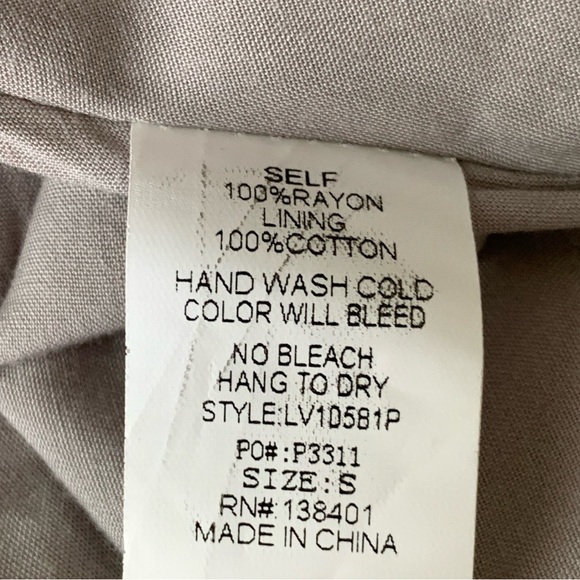 SELF
100%RAYON
LINING
100%COTTON
HAND WASH COLD
COLOR WILL BLEED
NO BLEACH
HANG TO DRY
STYLE:LV10581P
PO#:P3311
SIZE:S
RN#:138401
MADE IN CHINA